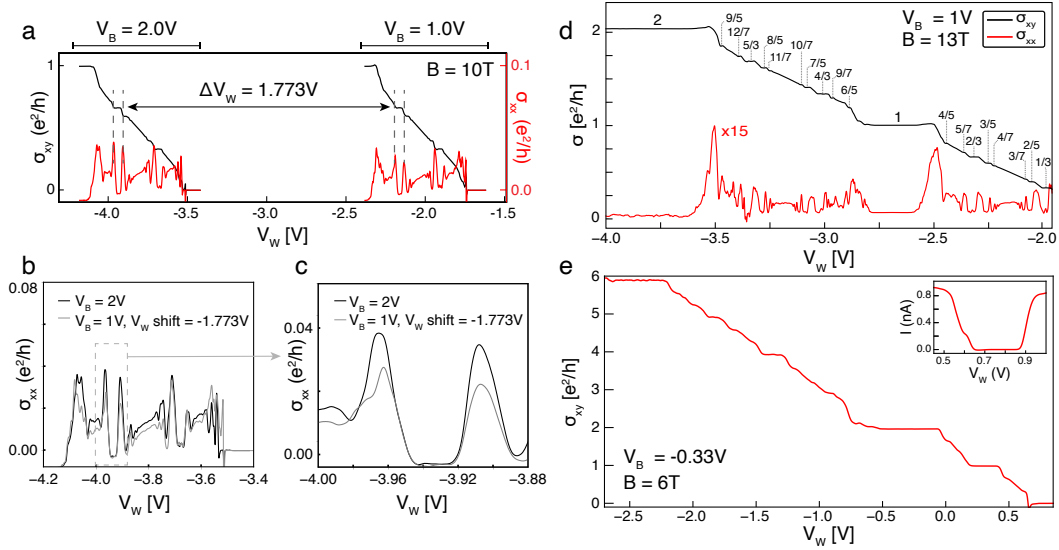 a
V_B = 2.0V
V_B = 1.0V
B = 10T
ΔV_W = 1.773V
1
0
σ_xy (e²/h)
0.1
0.0
σ_xx (e²/h)
−4.0
−3.5
−3.0
−2.5
−2.0
−1.5
V_W [V]
b
0.08
0.00
σ_xx (e²/h)
V_B = 2V
V_B = 1V, V_W shift = -1.773V
−4.2
−4.0
−3.8
−3.6
−3.4
V_W [V]
c
0.04
0.00
σ_xx (e²/h)
V_B = 2V
V_B = 1V, V_W shift = -1.773V
−4.00
−3.96
−3.92
−3.88
V_W [V]
d
V_B = 1V
B = 13T
σ_xy
σ_xx
2
9/5
12/7
5/3
8/5
11/7
10/7
7/5
4/3
9/7
6/5
1
4/5
5/7
2/3
3/5
4/7
3/7
2/5
1/3
x15
2
1
0
σ [e²/h]
−4.0
−3.5
−3.0
−2.5
−2.0
V_W [V]
e
6
5
4
3
2
1
0
σ_xy [e²/h]
V_B = -0.33V
B = 6T
−2.5
−2.0
−1.5
−1.0
−0.5
0.0
0.5
V_W [V]
0.8
0.4
0.0
I (nA)
0.5
0.7
0.9
V_W (V)